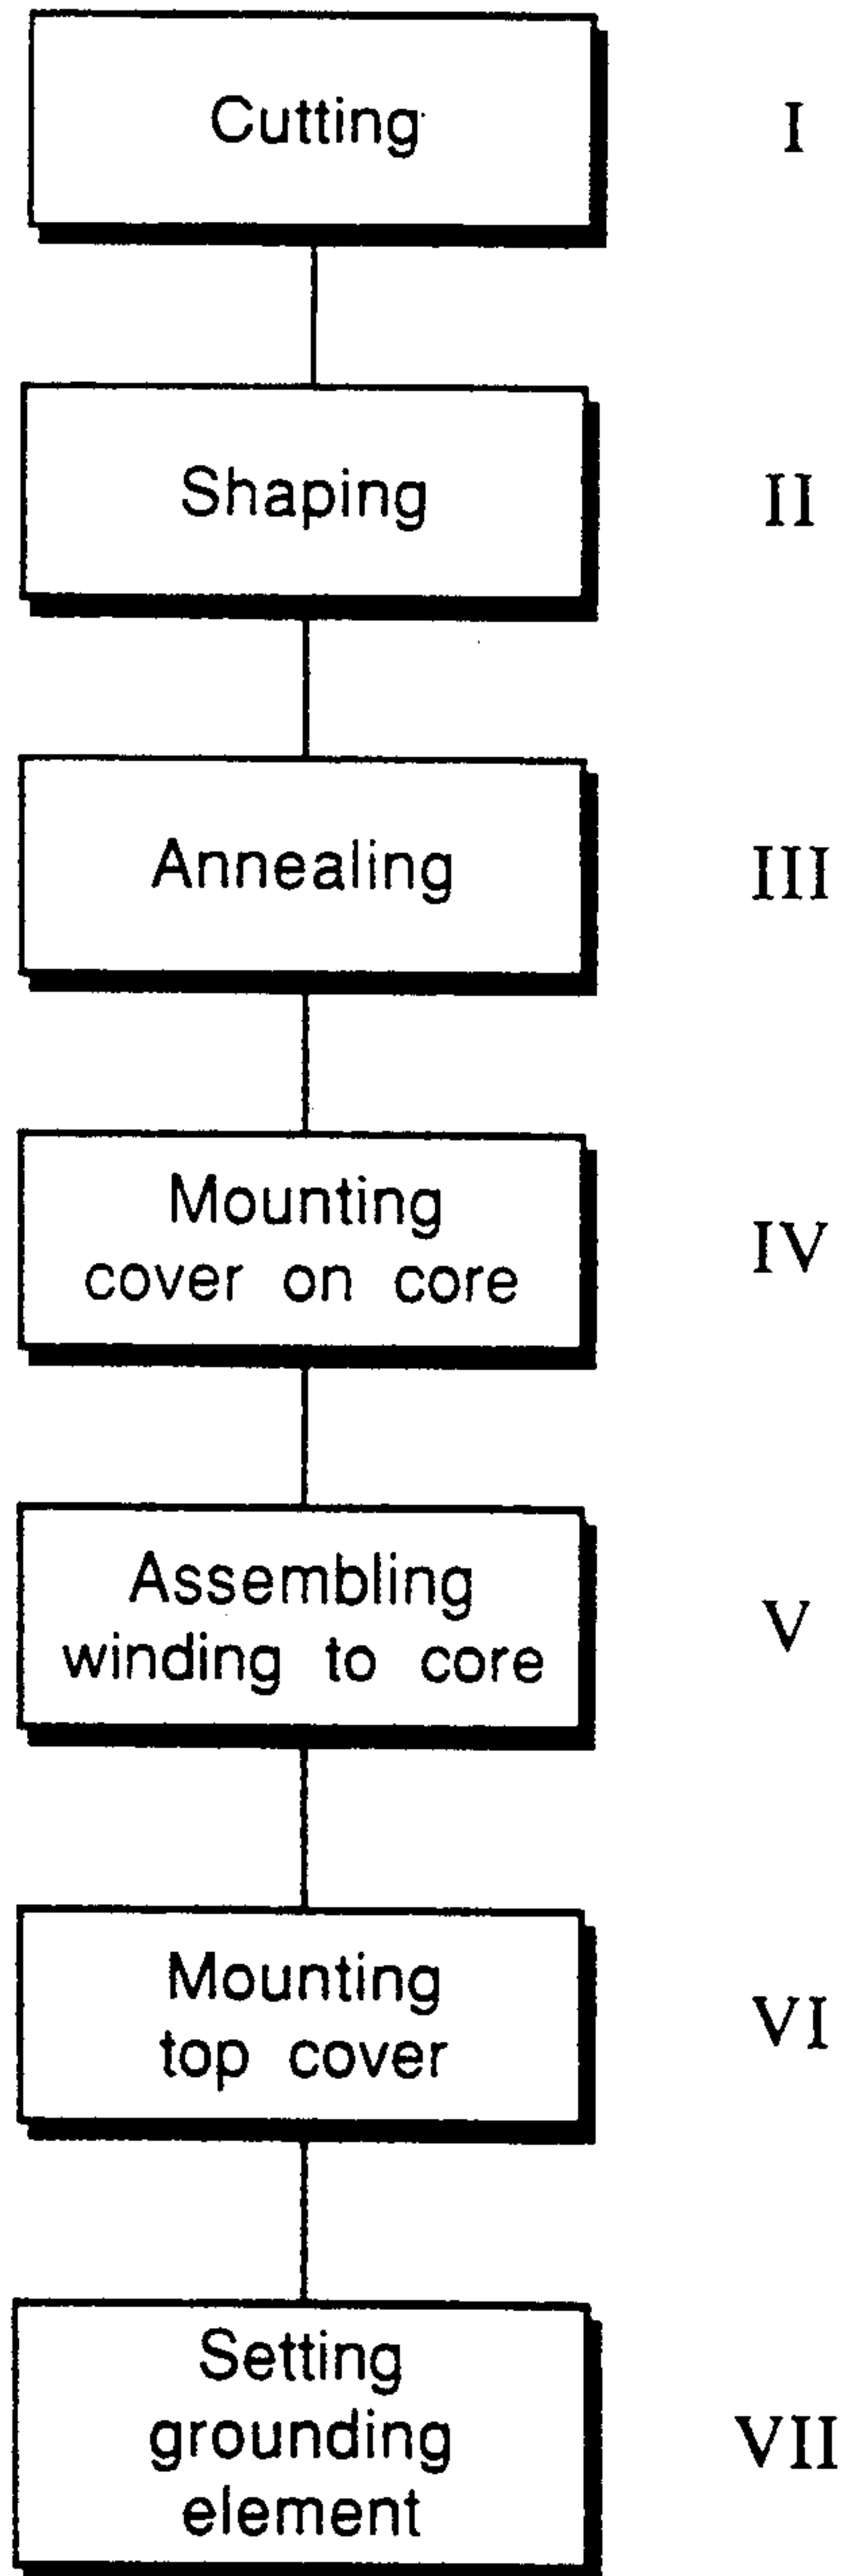 Cutting
I
Shaping
II
Annealing
III
Mounting
cover on core
IV
Assembling
winding to core
V
Mounting
top cover
VI
Setting
grounding
element
VII